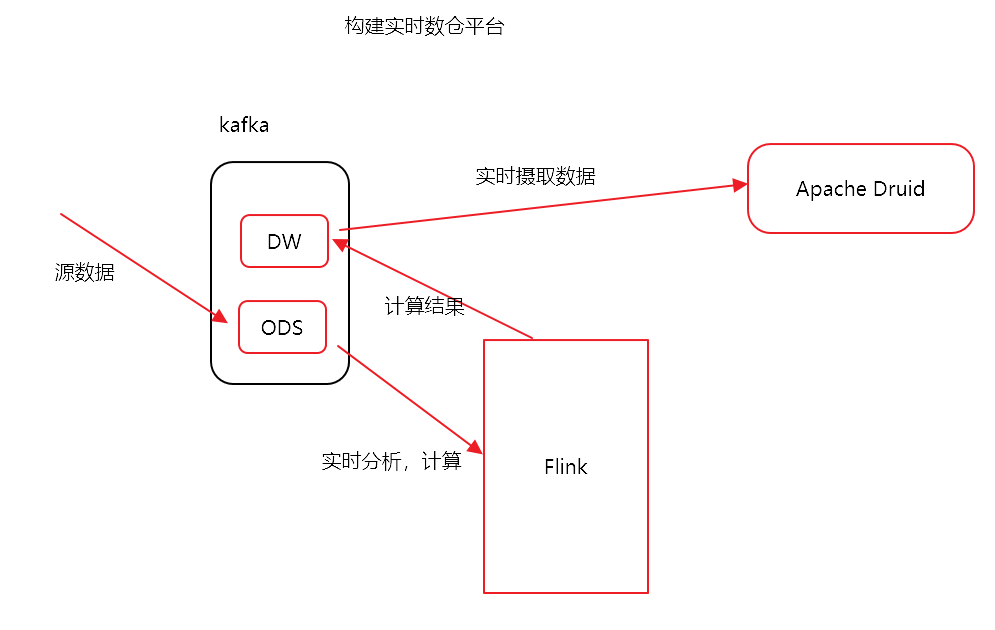 构建实时数仓平台
kafka
实时摄取数据
Apache Druid
DW
源数据
计算结果
ODS
实时分析，计算
Flink